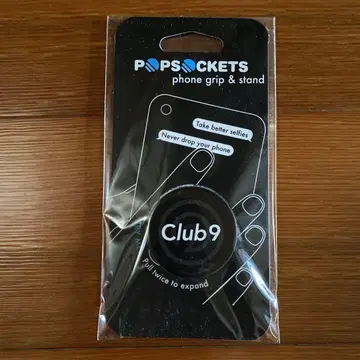 POPSOCKETS
phone grip & stand
Take better selfies
Never drop your phone
Club9
Pull twice to expand